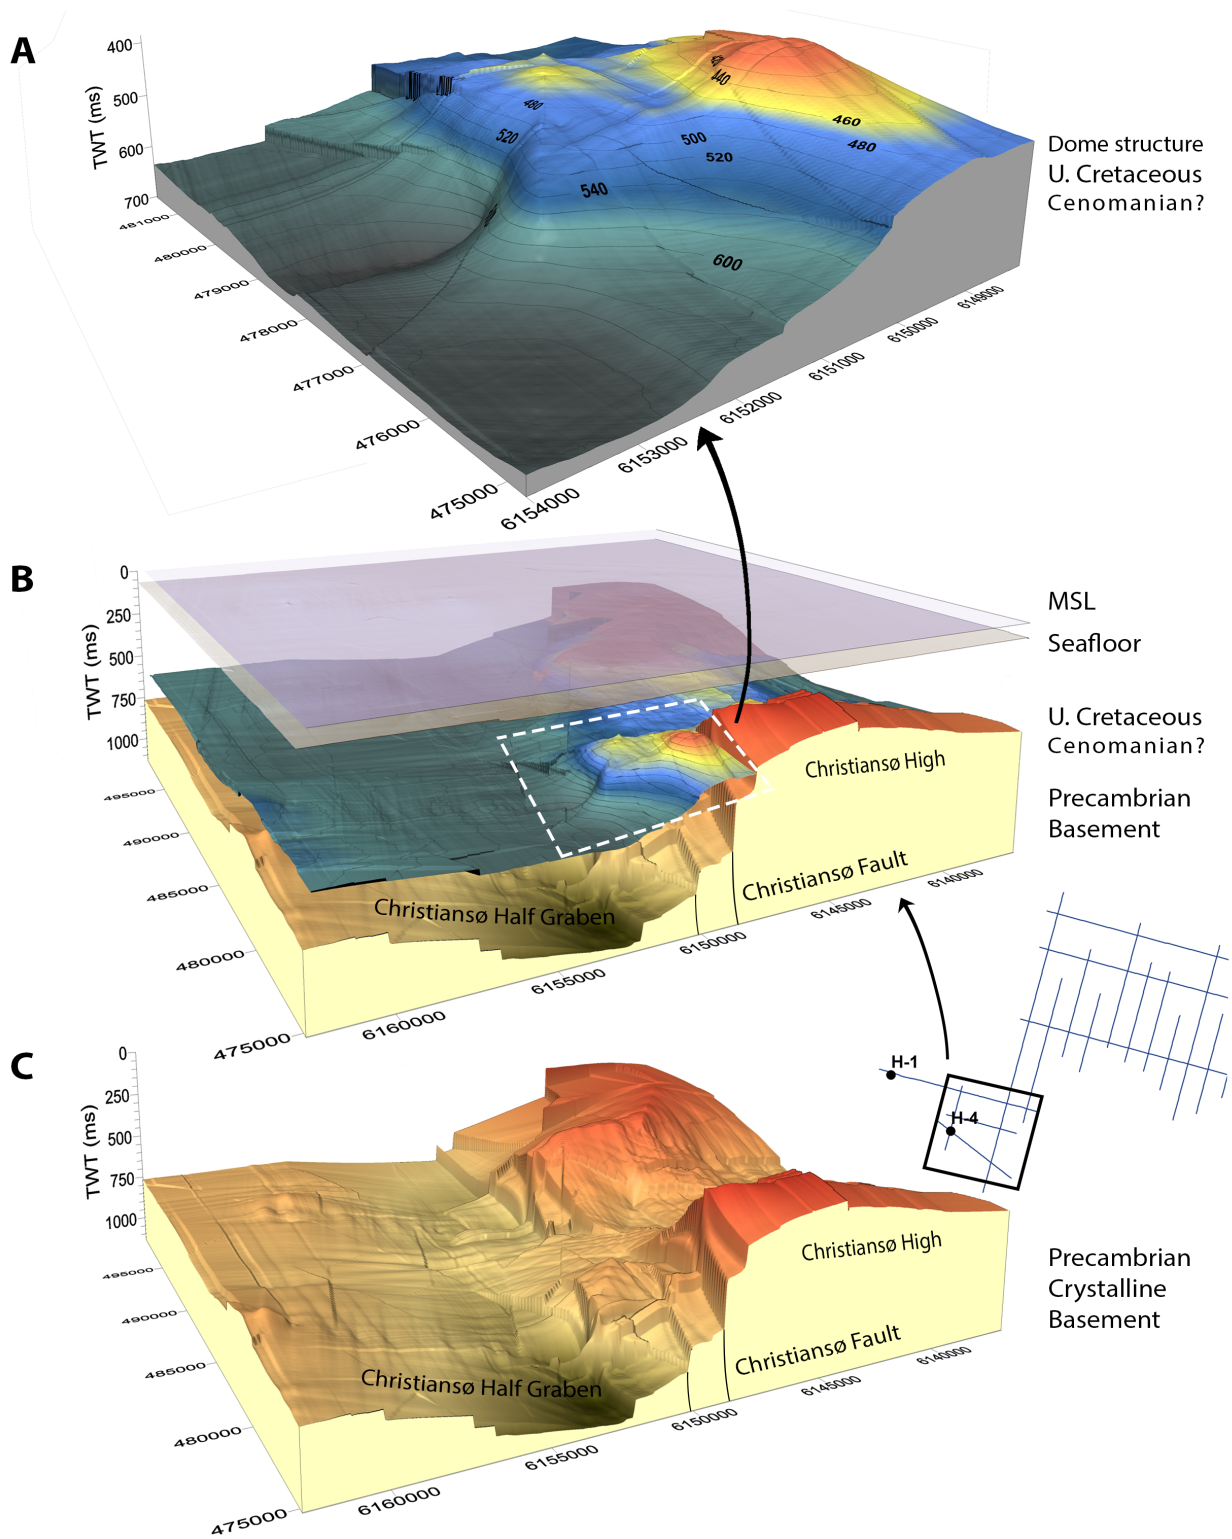 A
400
500
600
700
TWT (ms)
481000
480000
479000
478000
477000
476000
475000
6154000
6153000
6152000
6151000
6150000
6149000
440
460
480
480
500
520
520
540
600
Dome structure
U. Cretaceous
Cenomanian?
B
0
250
500
750
1000
TWT (ms)
495000
490000
485000
480000
475000
6160000
6155000
6150000
6145000
6140000
MSL
Seafloor
U. Cretaceous
Cenomanian?
Precambrian
Basement
Christiansø High
Christiansø Fault
Christiansø Half Graben
H-1
H-4
C
0
250
500
750
1000
TWT (ms)
495000
490000
485000
480000
475000
6160000
6155000
6150000
6145000
6140000
Christiansø High
Christiansø Fault
Christiansø Half Graben
Precambrian
Crystalline
Basement